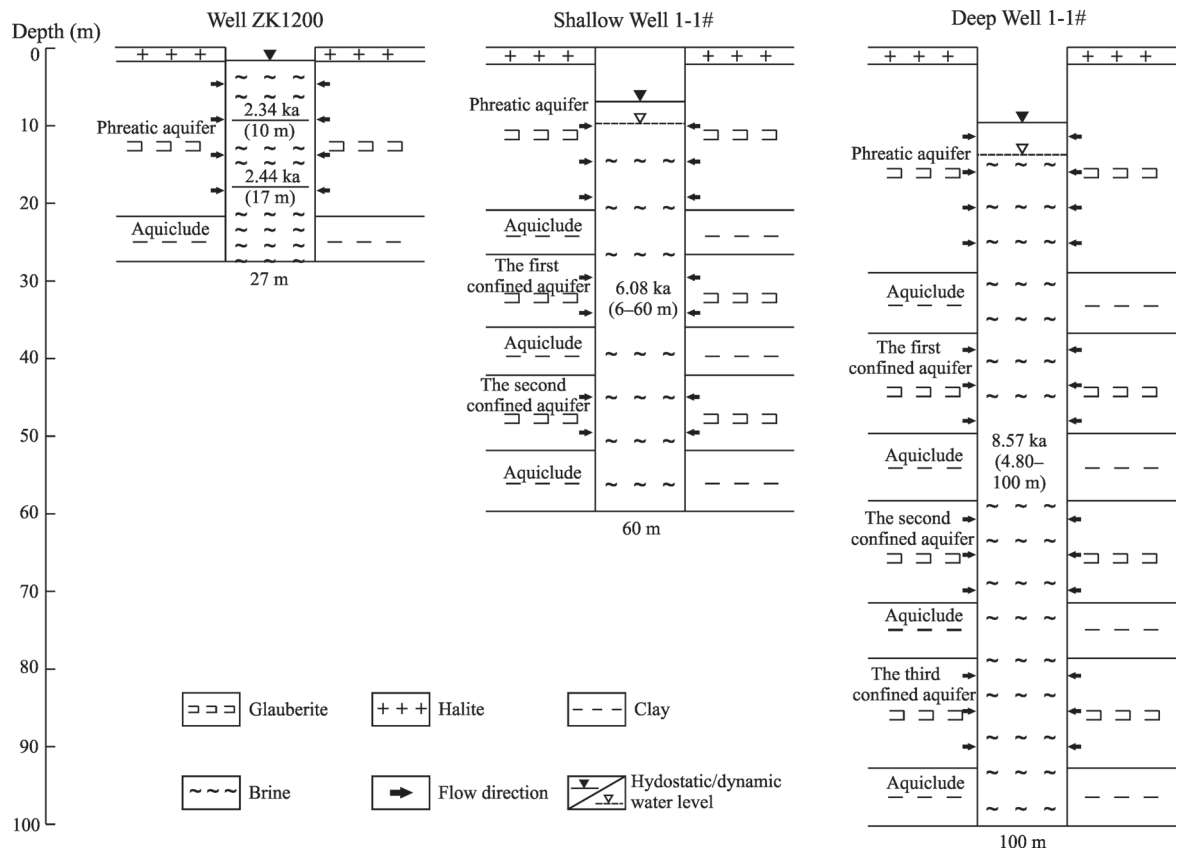 Depth (m)
0
10
20
30
40
50
60
70
80
90
100
Well ZK1200
Phreatic aquifer
2.34 ka
(10 m)
2.44 ka
(17 m)
Aquiclude
27 m
Shallow Well 1-1#
Phreatic aquifer
Aquiclude
The first
confined aquifer
6.08 ka
(6–60 m)
Aquiclude
The second
confined aquifer
Aquiclude
60 m
Deep Well 1-1#
Phreatic aquifer
Aquiclude
The first
confined aquifer
Aquiclude
8.57 ka
(4.80–
100 m)
The second
confined aquifer
Aquiclude
The third
confined aquifer
Aquiclude
100 m
Glauberite
Halite
Clay
Brine
Flow direction
Hydostatic/dynamic
water level